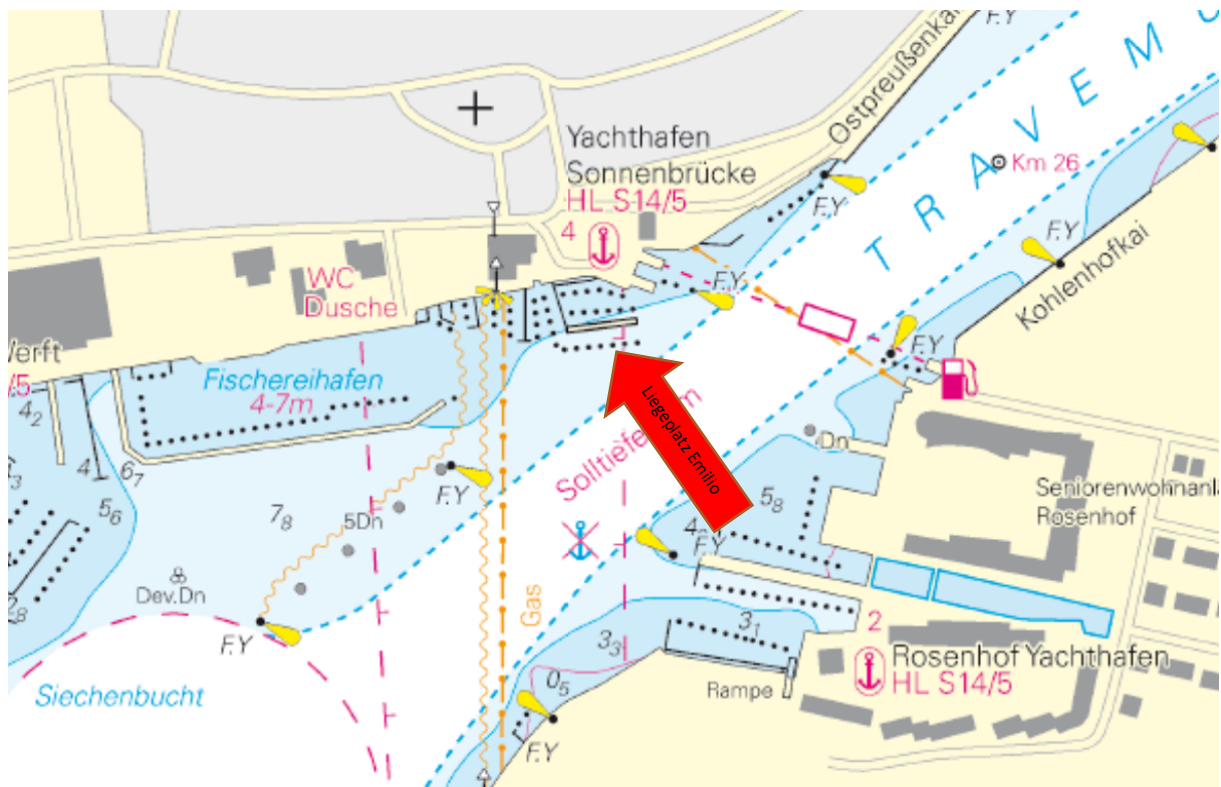 F.Y
Ostpreußenkai
TRAVEM
Km 26
Yachthafen
Sonnenbrücke
HL S14/5
4
F.Y
F.Y
Kohlenhofkai
F.Y
WC
Dusche
F.Y
Werft
/5
Fischereihafen
4-7m
4₂
4
6₇
5₆
7₈
5Dn
F.Y
Solltiefe
m
Liegeplatz Emilio
Dn
5₈
4
F.Y
Seniorenwohnanla
Rosenhof
Dev.Dn
F.Y
Gas
3₃
3₁
2
Rosenhof Yachthafen
HL S14/5
Rampe
0₅
F.Y
Siechenbucht